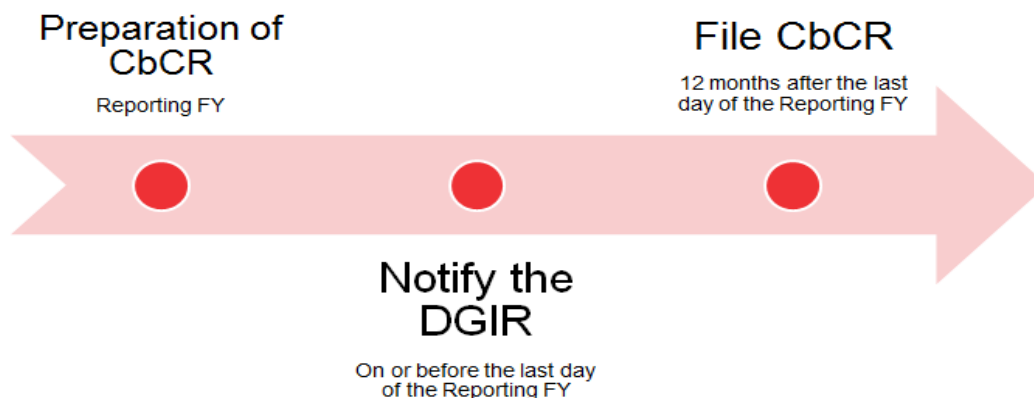 Preparation of
CbCR
Reporting FY
Notify the
DGIR
On or before the last day
of the Reporting FY
File CbCR
12 months after the last
day of the Reporting FY